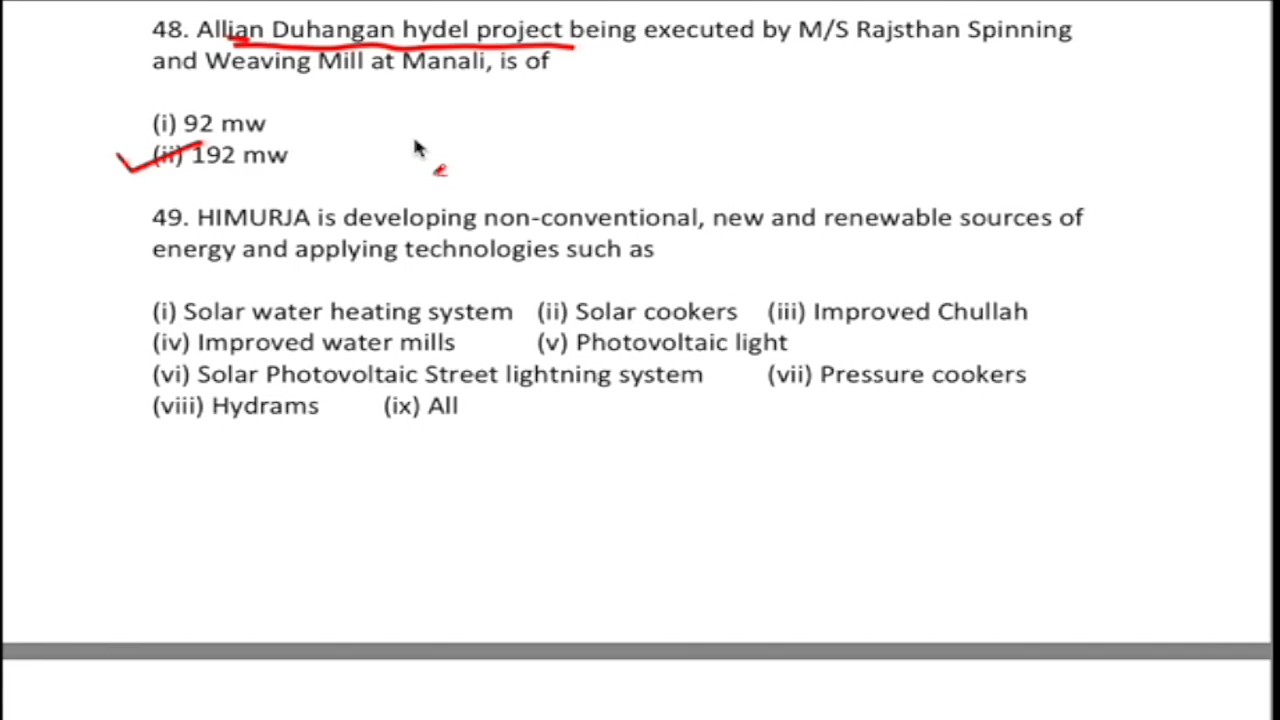 48. Allian Duhangan hydel project being executed by M/S Rajsthan Spinning
and Weaving Mill at Manali, is of
(i) 92 mw
(ii) 192 mw
49. HIMURJA is developing non-conventional, new and renewable sources of
energy and applying technologies such as
(i) Solar water heating system (ii) Solar cookers (iii) Improved Chullah
(iv) Improved water mills (v) Photovoltaic light
(vi) Solar Photovoltaic Street lightning system (vii) Pressure cookers
(viii) Hydrams (ix) All